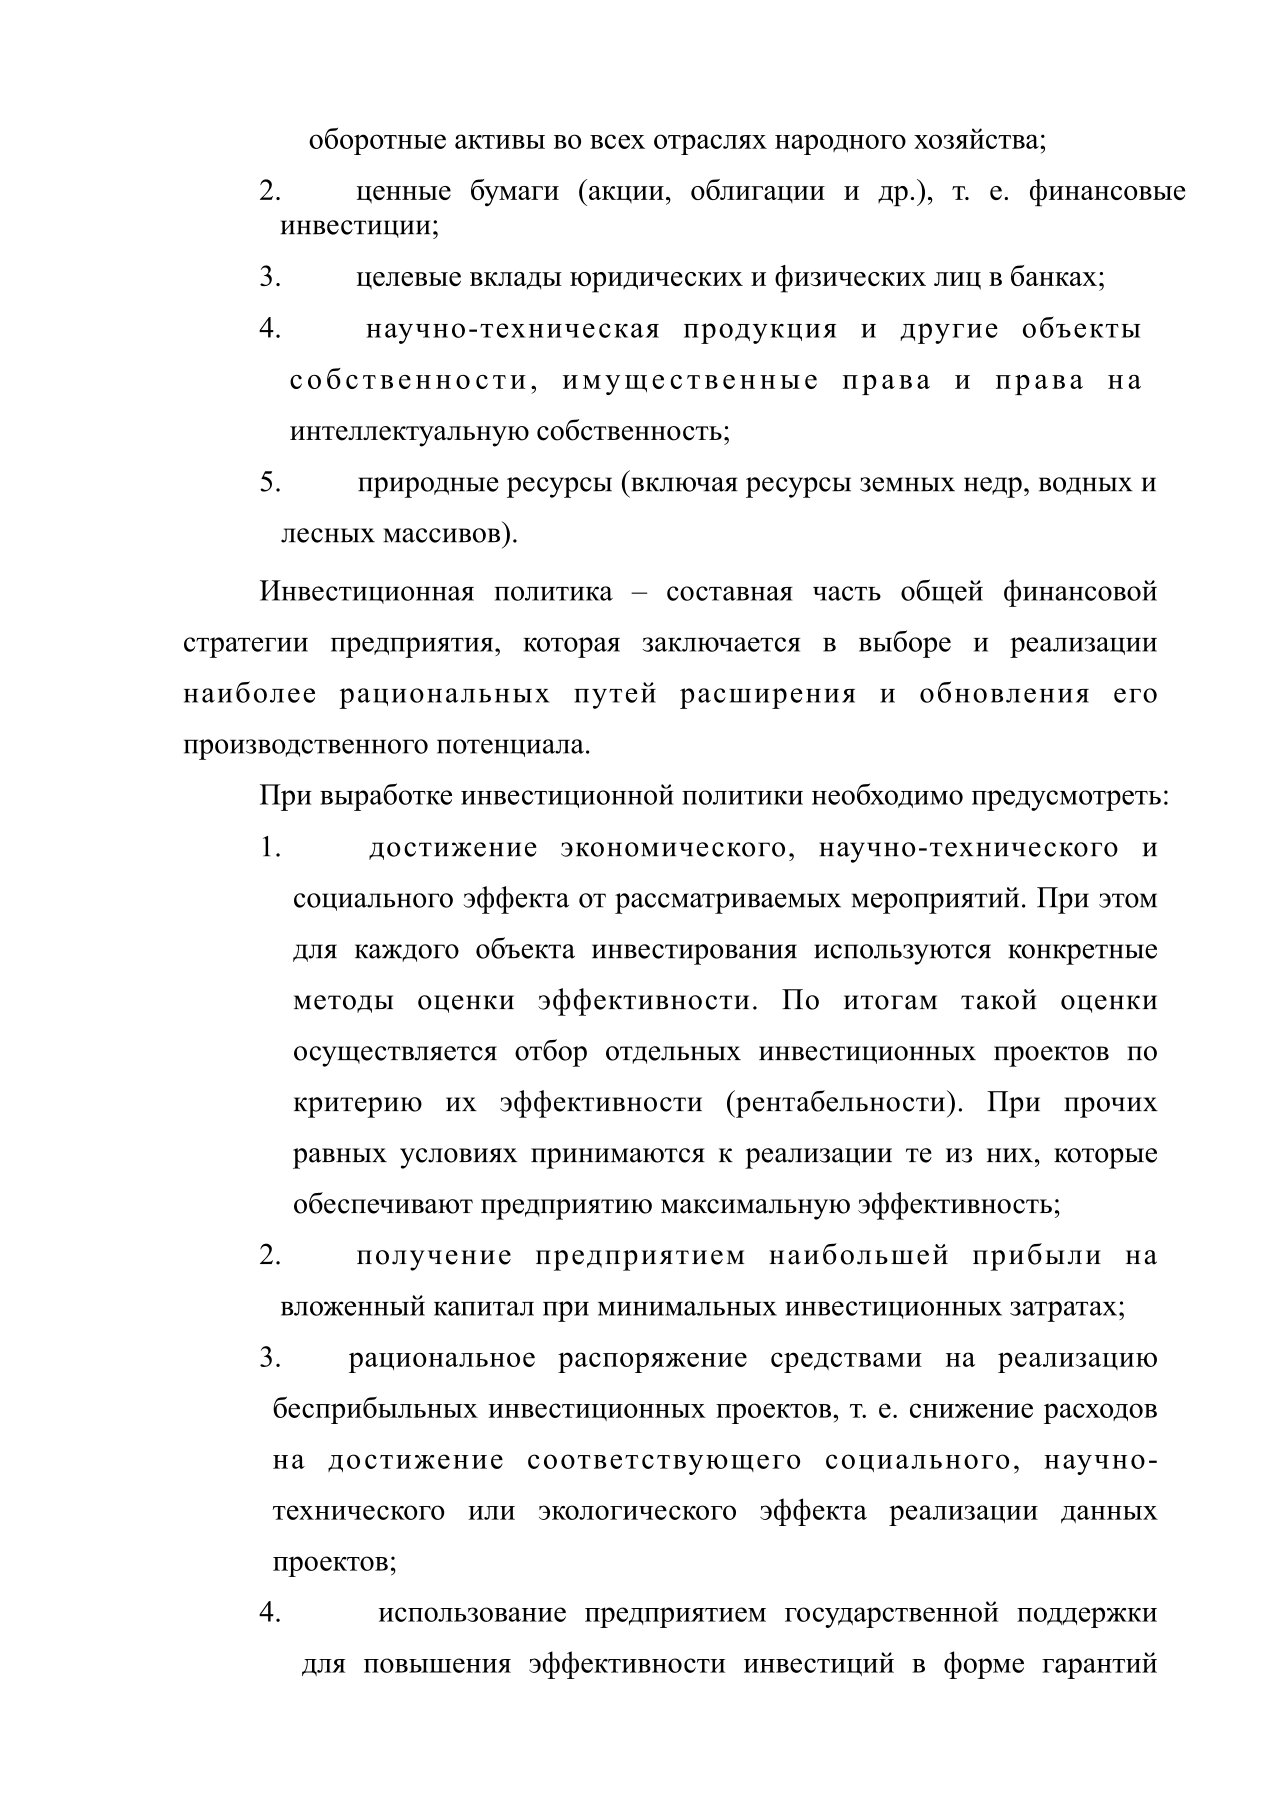 оборотные активы во всех отраслях народного хозяйства;
2. ценные бумаги (акции, облигации и др.), т. е. финансовые
инвестиции;
3. целевые вклады юридических и физических лиц в банках;
4. научно-техническая продукция и другие объекты
собственности, имущественные права и права на
интеллектуальную собственность;
5. природные ресурсы (включая ресурсы земных недр, водных и
лесных массивов).
Инвестиционная политика – составная часть общей финансовой
стратегии предприятия, которая заключается в выборе и реализации
наиболее рациональных путей расширения и обновления его
производственного потенциала.
При выработке инвестиционной политики необходимо предусмотреть:
1. достижение экономического, научно-технического и
социального эффекта от рассматриваемых мероприятий. При этом
для каждого объекта инвестирования используются конкретные
методы оценки эффективности. По итогам такой оценки
осуществляется отбор отдельных инвестиционных проектов по
критерию их эффективности (рентабельности). При прочих
равных условиях принимаются к реализации те из них, которые
обеспечивают предприятию максимальную эффективность;
2. получение предприятием наибольшей прибыли на
вложенный капитал при минимальных инвестиционных затратах;
3. рациональное распоряжение средствами на реализацию
бесприбыльных инвестиционных проектов, т. е. снижение расходов
на достижение соответствующего социального, научно-
технического или экологического эффекта реализации данных
проектов;
4. использование предприятием государственной поддержки
для повышения эффективности инвестиций в форме гарантий